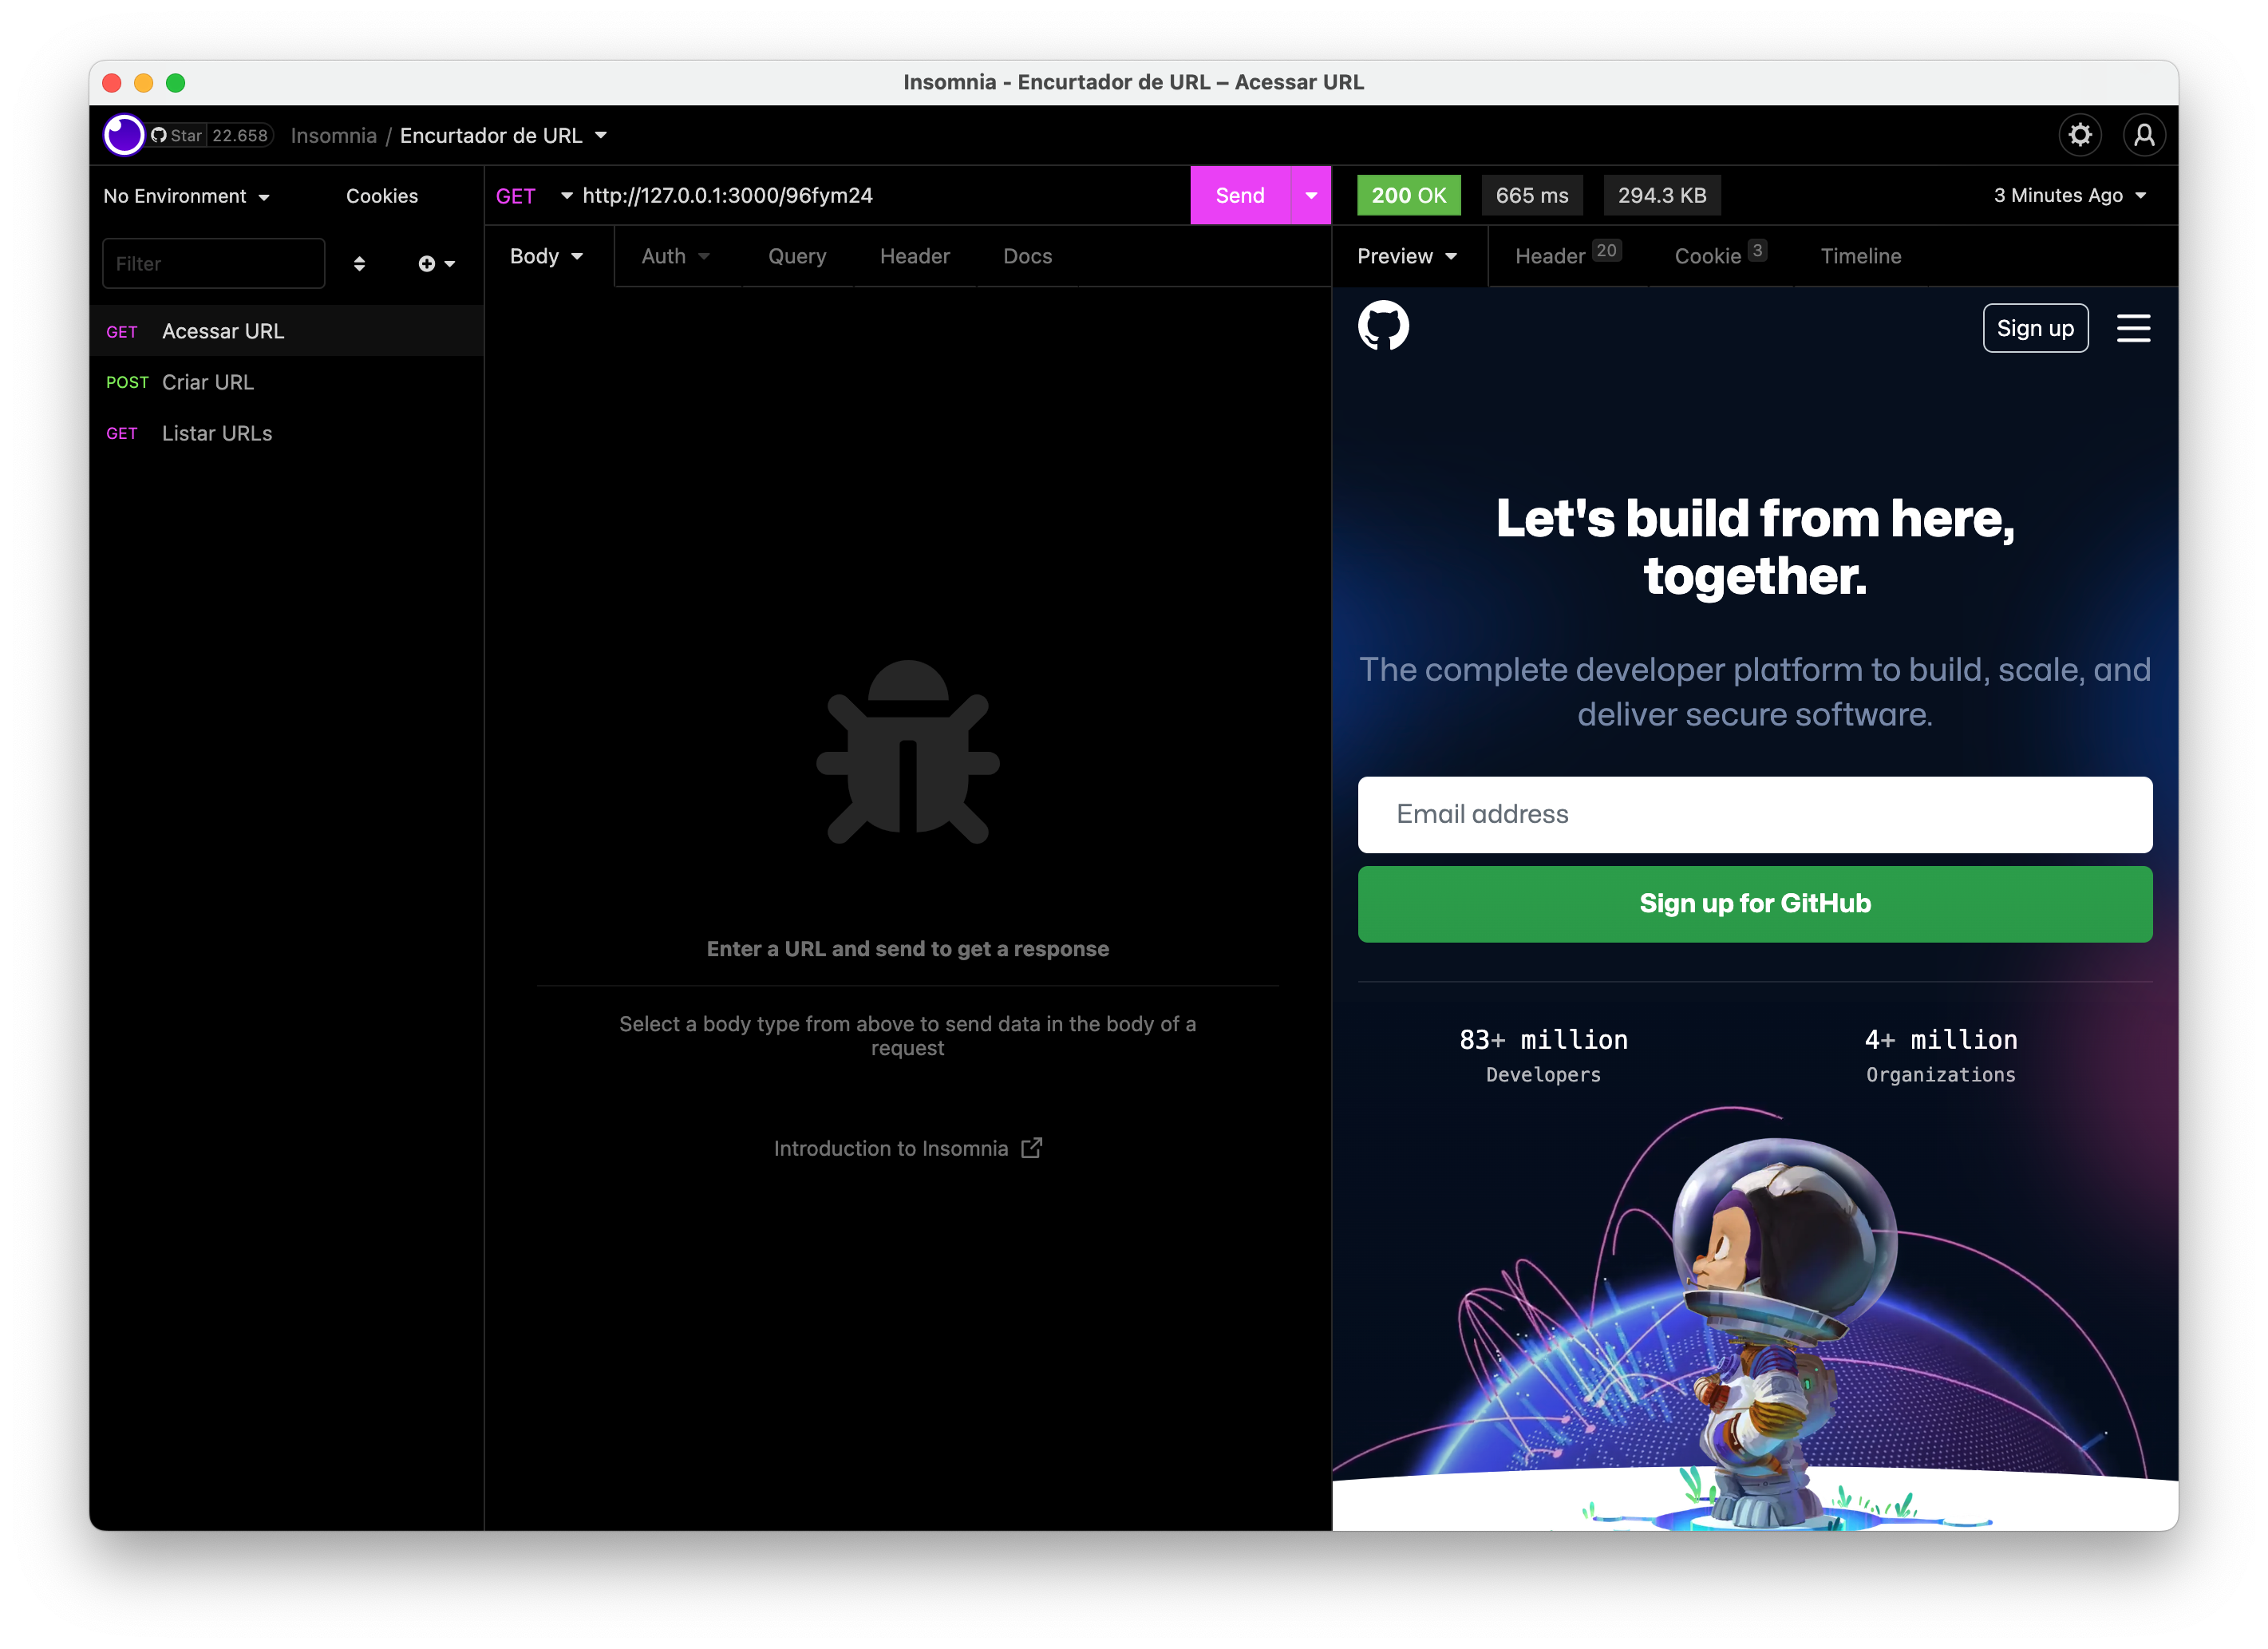 Insomnia - Encurtador de URL – Acessar URL
Star 22.658 Insomnia / Encurtador de URL
No Environment Cookies
Filter
GET Acessar URL
POST Criar URL
GET Listar URLs
GET http://127.0.0.1:3000/96fym24 Send
Body Auth Query Header Docs
Enter a URL and send to get a response
Select a body type from above to send data in the body of a
request
Introduction to Insomnia
200 OK 665 ms 294.3 KB 3 Minutes Ago
Preview Header 20 Cookie 3 Timeline
Sign up
Let's build from here,
together.
The complete developer platform to build, scale, and
deliver secure software.
Email address
Sign up for GitHub
83+ million 4+ million
Developers Organizations